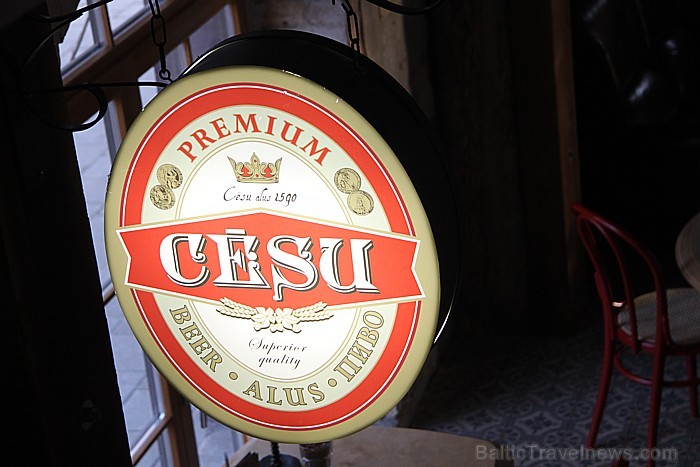 PREMIUM
Cēsu alus 1590
CĒSU
Superior
quality
BEER • ALUS • ПИВО
BalticTravelnews.com